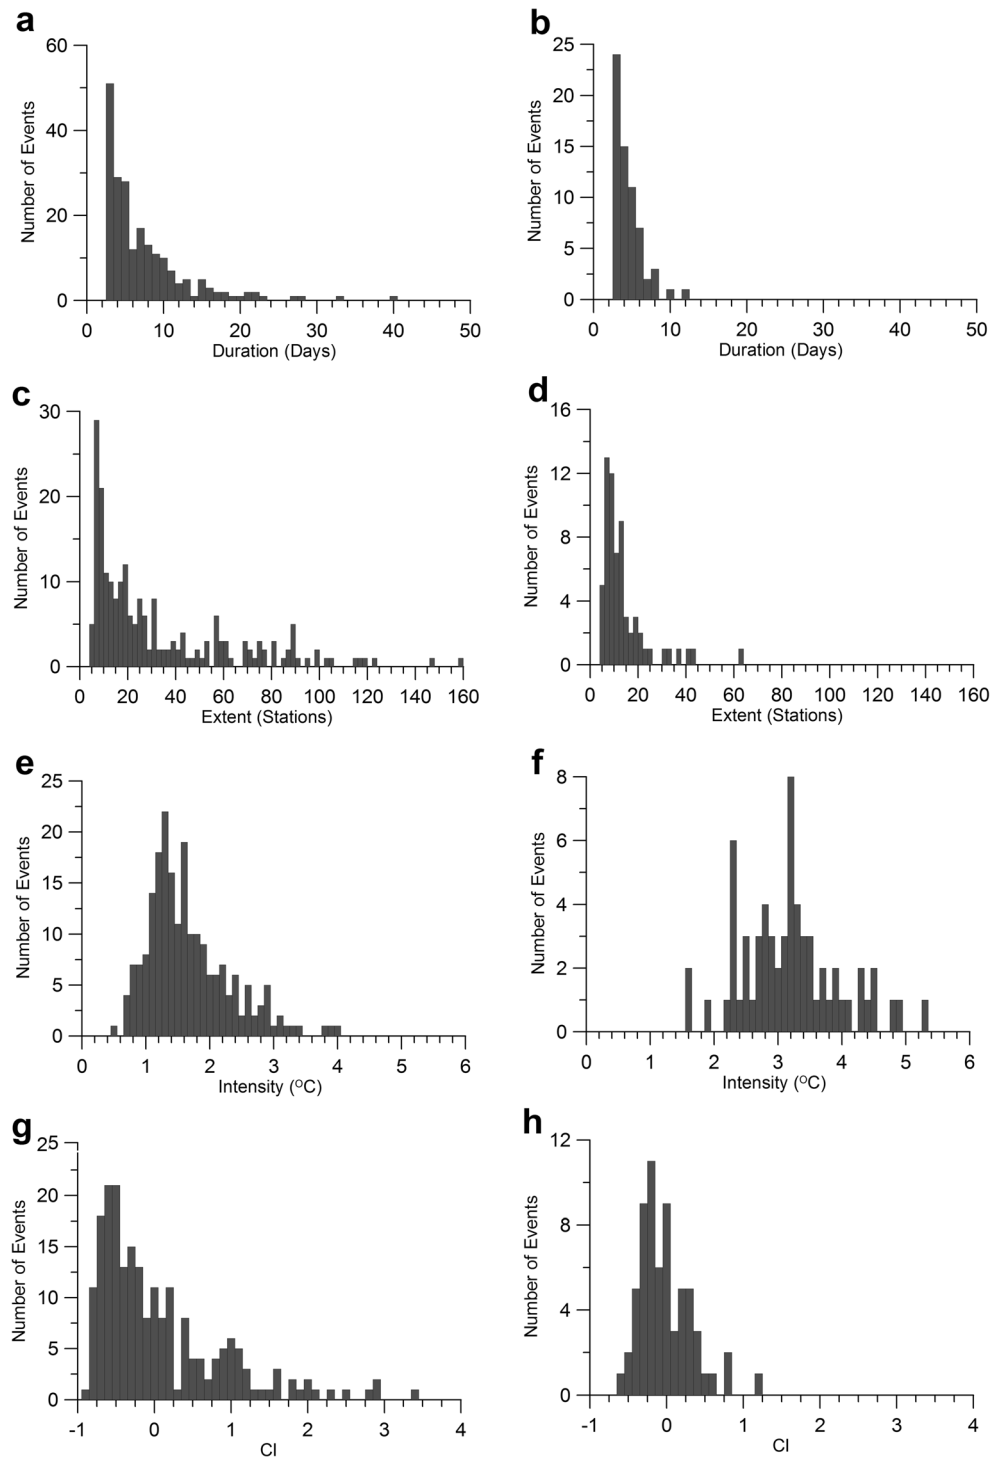 a
60
40
20
0
Number of Events
0 10 20 30 40 50
Duration (Days)
b
25
20
15
10
5
0
Number of Events
0 10 20 30 40 50
Duration (Days)
c
30
20
10
0
Number of Events
0 20 40 60 80 100 120 140 160
Extent (Stations)
d
16
12
8
4
0
Number of Events
0 20 40 60 80 100 120 140 160
Extent (Stations)
e
25
20
15
10
5
0
Number of Events
0 1 2 3 4 5 6
Intensity (°C)
f
8
6
4
2
0
Number of Events
0 1 2 3 4 5 6
Intensity (°C)
g
25
20
15
10
5
0
Number of Events
-1 0 1 2 3 4
CI
h
12
8
4
0
Number of Events
-1 0 1 2 3 4
CI